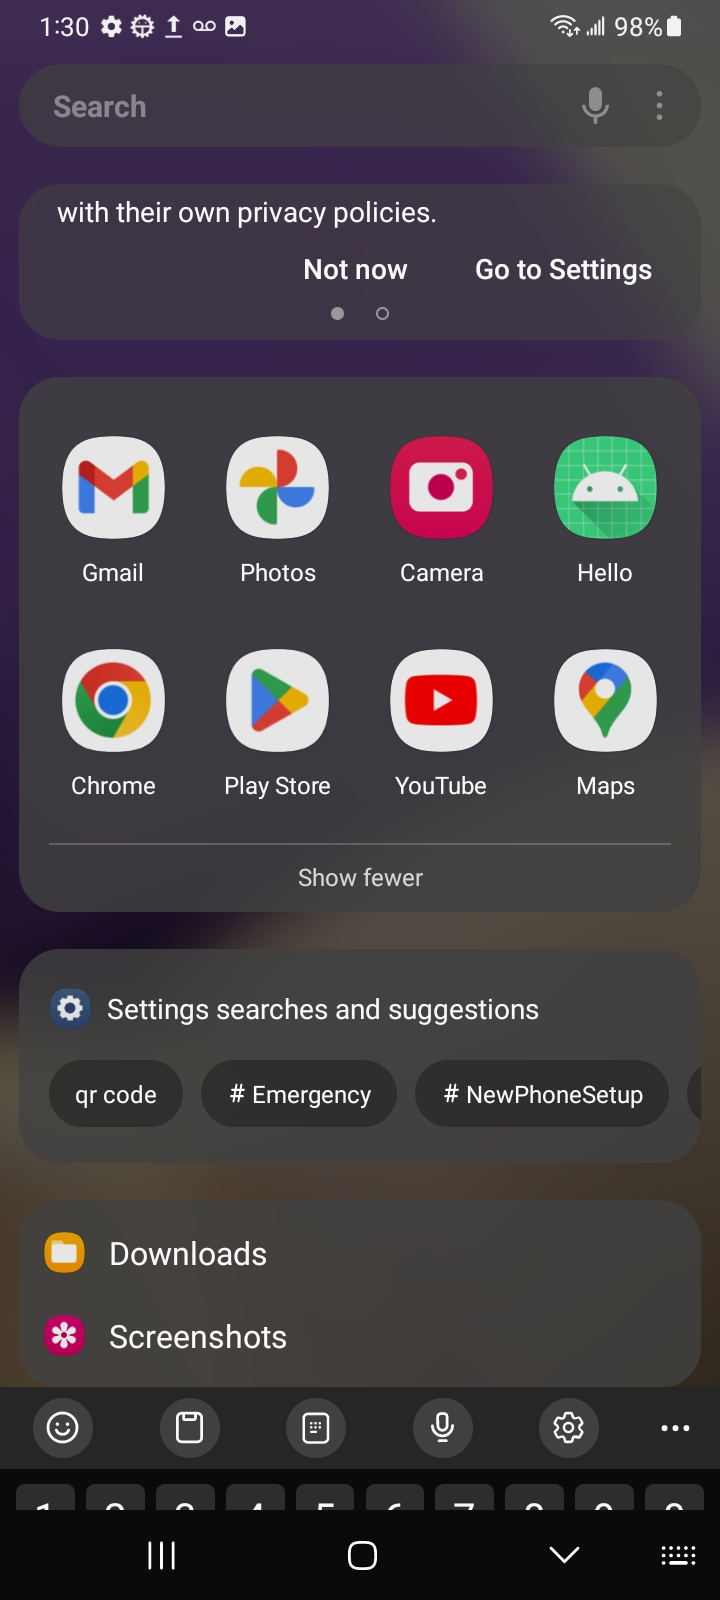 1:30
98%
Search
with their own privacy policies.
Not now
Go to Settings
Gmail
Photos
Camera
Hello
Chrome
Play Store
YouTube
Maps
Show fewer
Settings searches and suggestions
qr code
# Emergency
# NewPhoneSetup
Downloads
Screenshots